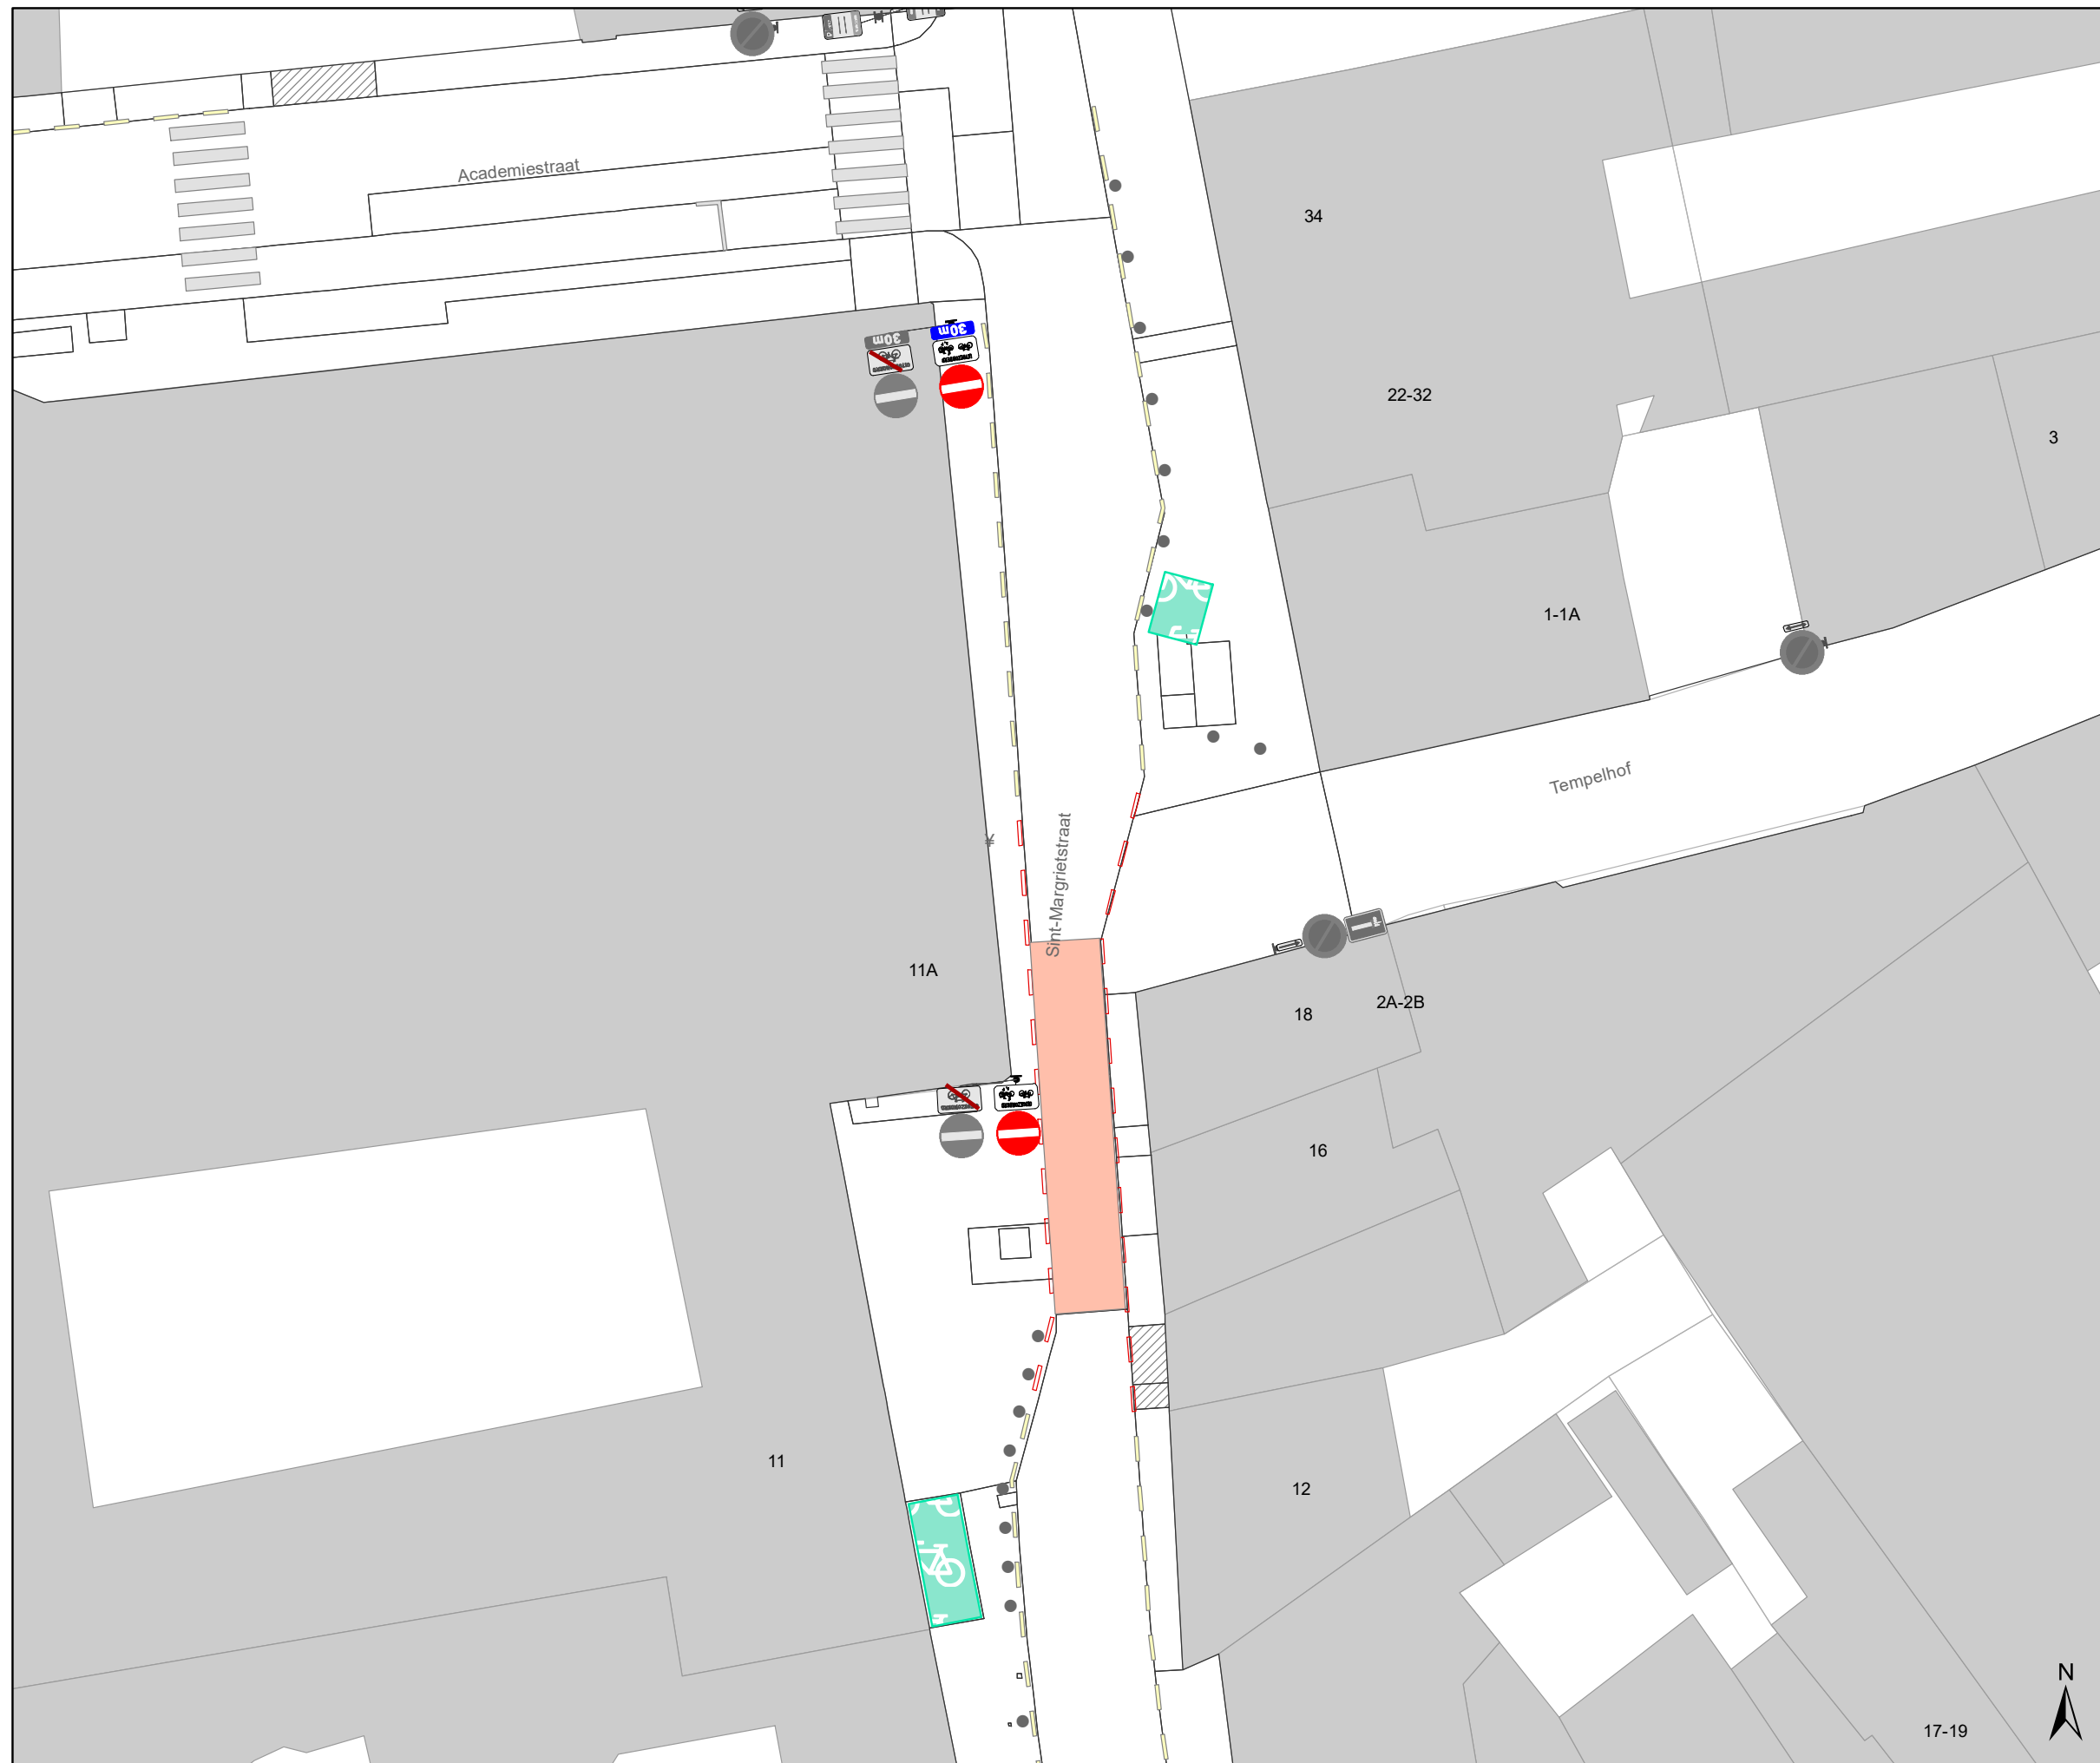 Academiestraat
34
30m
30m
22-32
3
1-1A
Tempelhof
Sint-Margrietstraat
11A
18
2A-2B
16
11
12
N
17-19